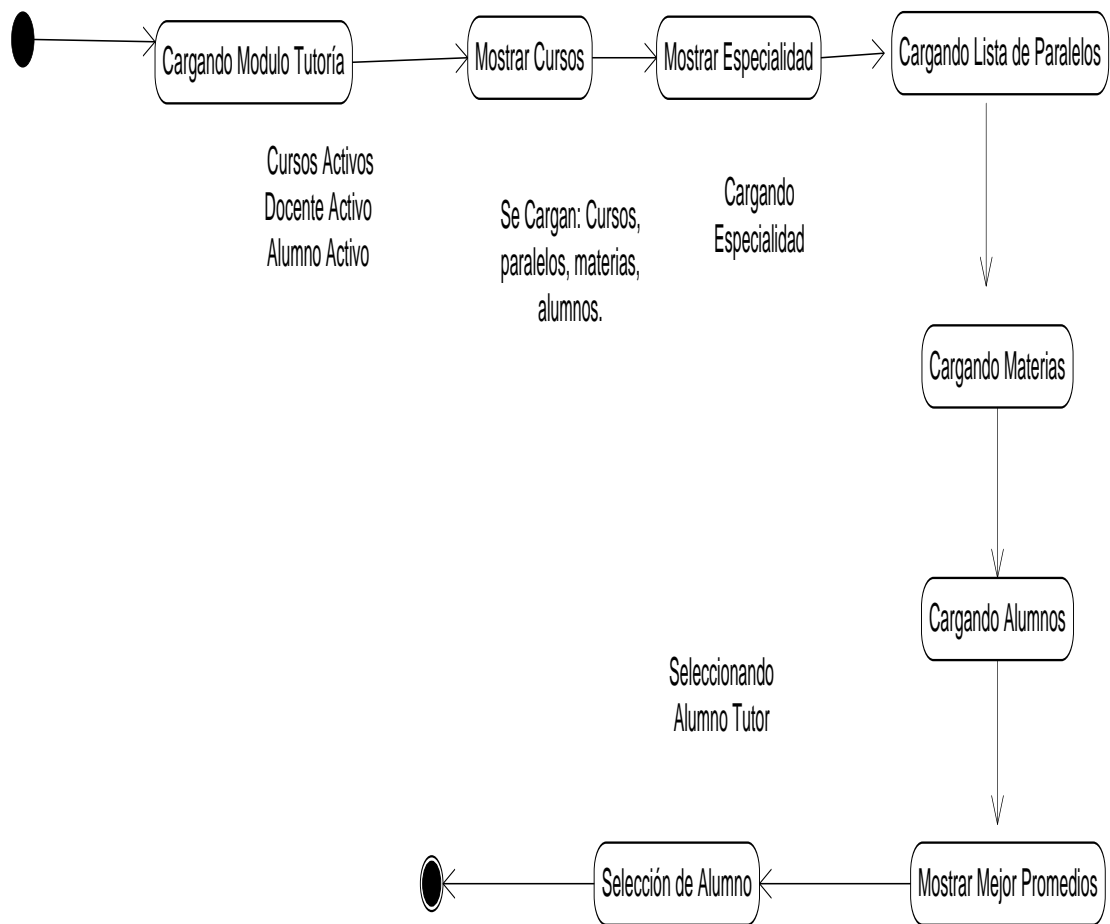 Cargando Modulo Tutoría
Mostrar Cursos
Mostrar Especialidad
Cargando Lista de Paralelos
Cursos Activos
Docente Activo
Alumno Activo
Se Cargan: Cursos,
paralelos, materias,
alumnos.
Cargando
Especialidad
Cargando Materias
Cargando Alumnos
Seleccionando
Alumno Tutor
Selección de Alumno
Mostrar Mejor Promedios